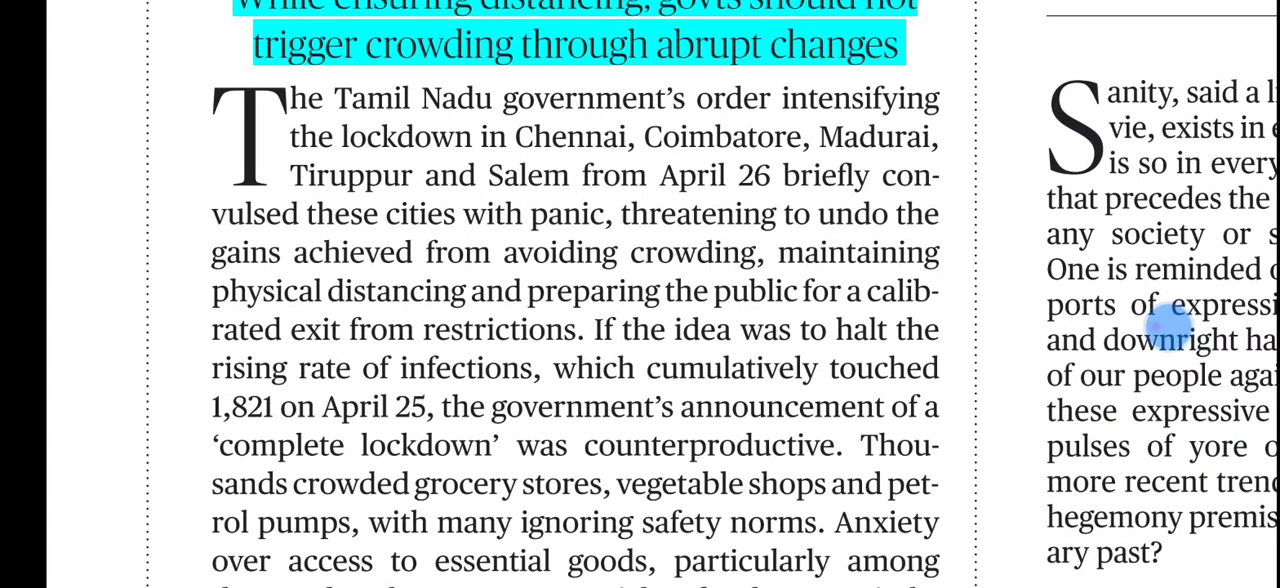 While ensuring distancing, govts should not
trigger crowding through abrupt changes
The Tamil Nadu government's order intensifying
the lockdown in Chennai, Coimbatore, Madurai,
Tiruppur and Salem from April 26 briefly con-
vulsed these cities with panic, threatening to undo the
gains achieved from avoiding crowding, maintaining
physical distancing and preparing the public for a calib-
rated exit from restrictions. If the idea was to halt the
rising rate of infections, which cumulatively touched
1,821 on April 25, the government's announcement of a
‘complete lockdown’ was counterproductive. Thou-
sands crowded grocery stores, vegetable shops and pet-
rol pumps, with many ignoring safety norms. Anxiety
over access to essential goods, particularly among
Sanity, said a
vie, exists in
is so in every
that precedes the
any society or
One is reminded
ports of
and downright
of our people
these expressive
pulses of yore
more recent
hegemony
ary past?